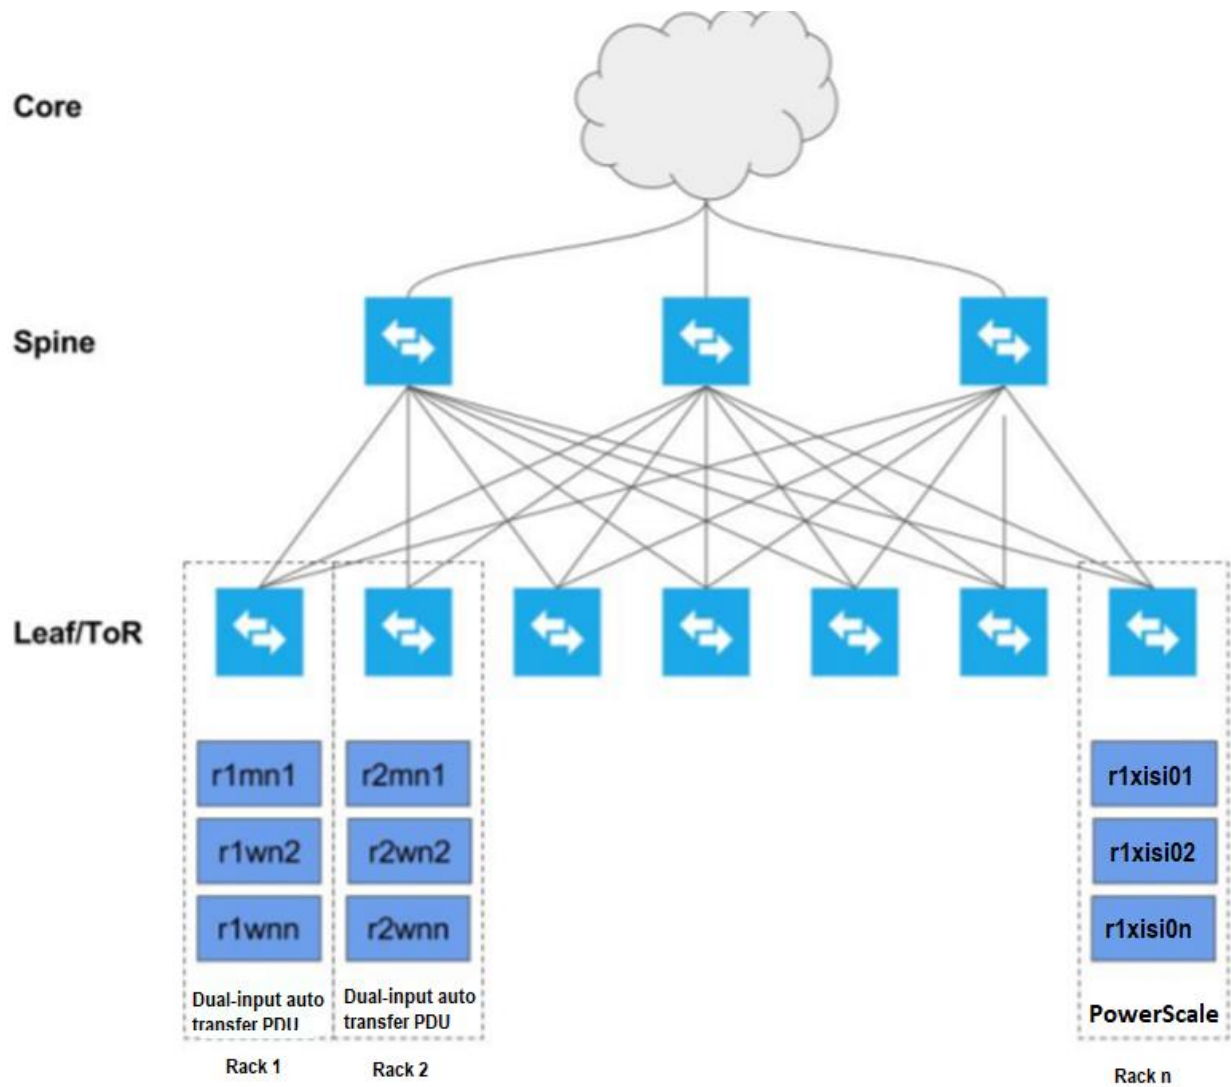 Core
Spine
Leaf/ToR
r1mn1
r1wn2
r1wnn
Dual-input auto
transfer PDU
Rack 1
r2mn1
r2wn2
r2wnn
Dual-input auto
transfer PDU
Rack 2
r1xisi01
r1xisi02
r1xisi0n
PowerScale
Rack n